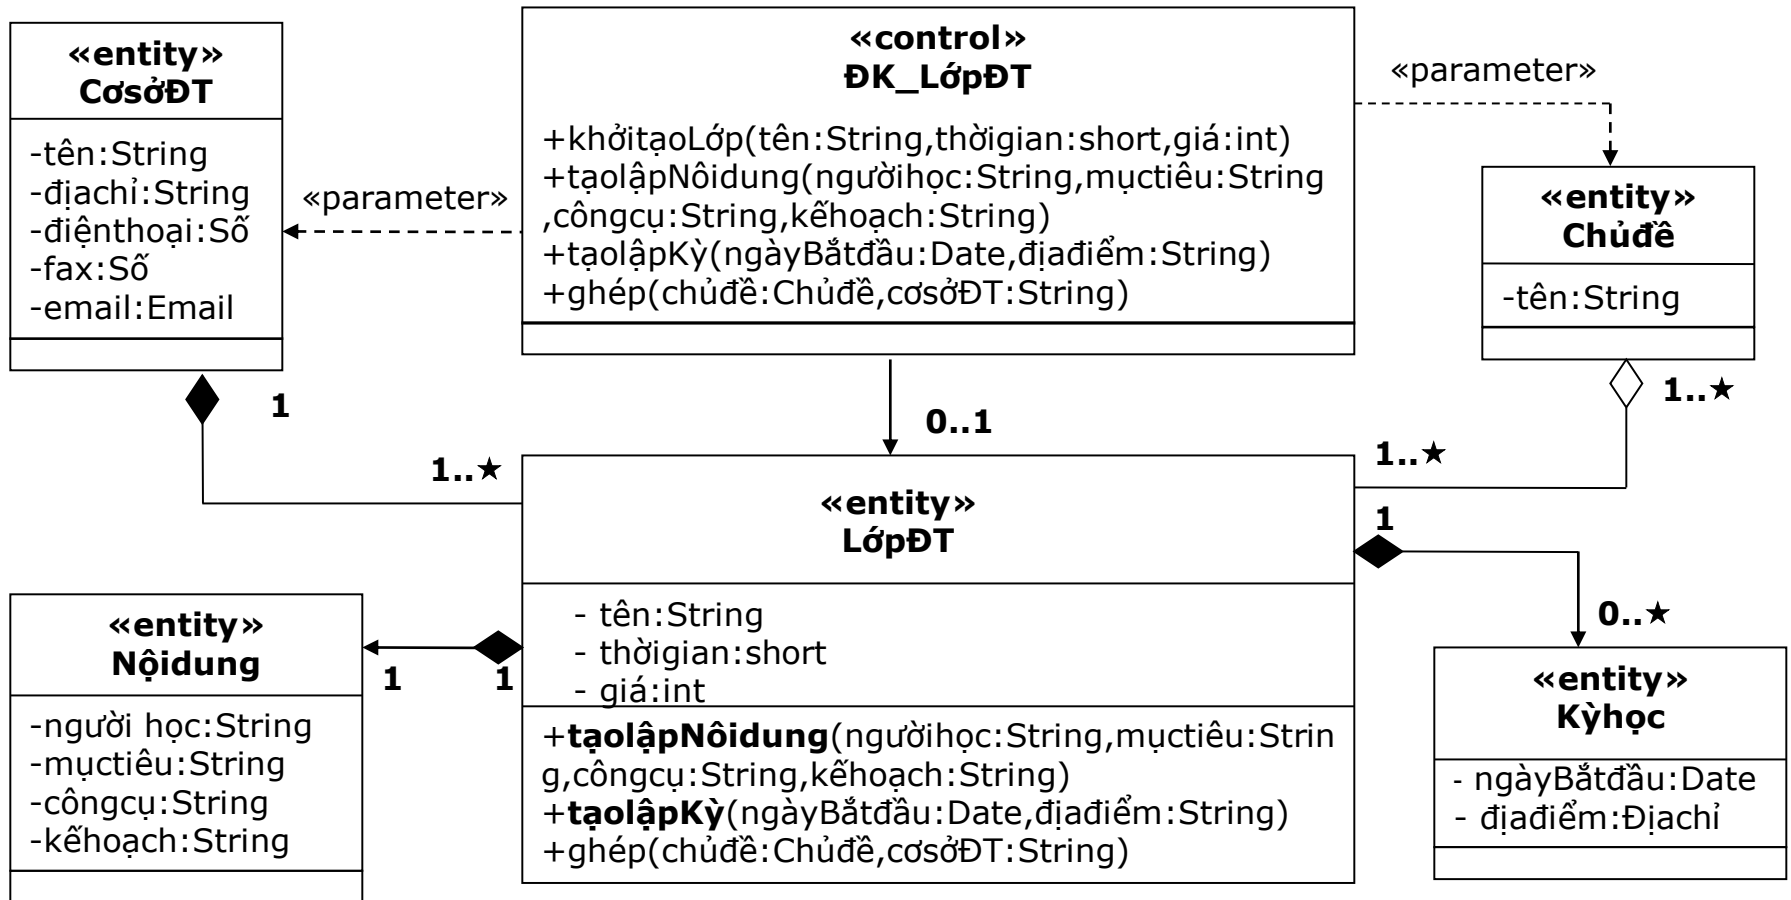 «entity»
CơsởĐT
-tên:String
-địachỉ:String
-điệnthoại:Số
-fax:Số
-email:Email
«parameter»
«control»
ĐK_LớpĐT
+khởitạoLớp(tên:String,thờigian:short,giá:int)
+tạolậpNôidung(ngườihọc:String,mụctiêu:String
,côngcụ:String,kếhoạch:String)
+tạolậpKỳ(ngàyBắtđầu:Date,địađiểm:String)
+ghép(chủđề:Chủđề,cơsởĐT:String)
«parameter»
«entity»
Chủđề
-tên:String
1
1..★
0..1
1..★
1..★
«entity»
LớpĐT
- tên:String
- thờigian:short
- giá:int
+tạolậpNôidung(ngườihọc:String,mụctiêu:Strin
g,côngcụ:String,kếhoạch:String)
+tạolậpKỳ(ngàyBắtđầu:Date,địađiểm:String)
+ghép(chủđề:Chủđề,cơsởĐT:String)
1
0..★
1
1
«entity»
Nộidung
-người học:String
-mụctiêu:String
-côngcụ:String
-kếhoạch:String
«entity»
Kỳhọc
- ngàyBắtđầu:Date
- địađiểm:Địachỉ